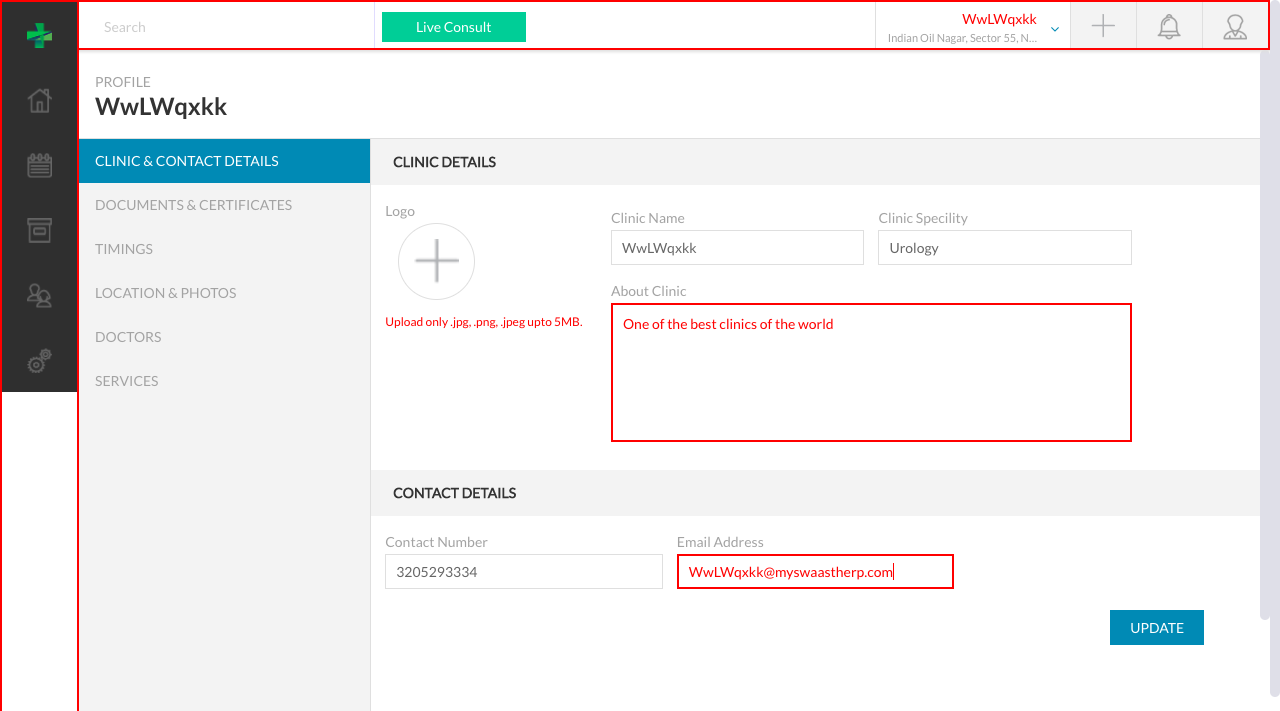 Search
Live Consult
WwLWqxkk
Indian Oil Nagar, Sector 55, N...
PROFILE
WwLWqxkk
CLINIC & CONTACT DETAILS
DOCUMENTS & CERTIFICATES
TIMINGS
LOCATION & PHOTOS
DOCTORS
SERVICES
CLINIC DETAILS
Logo
Upload only .jpg, .png, .jpeg upto 5MB.
Clinic Name
WwLWqxkk
Clinic Specility
Urology
About Clinic
One of the best clinics of the world
CONTACT DETAILS
Contact Number
3205293334
Email Address
WwLWqxkk@myswaastherp.com
UPDATE